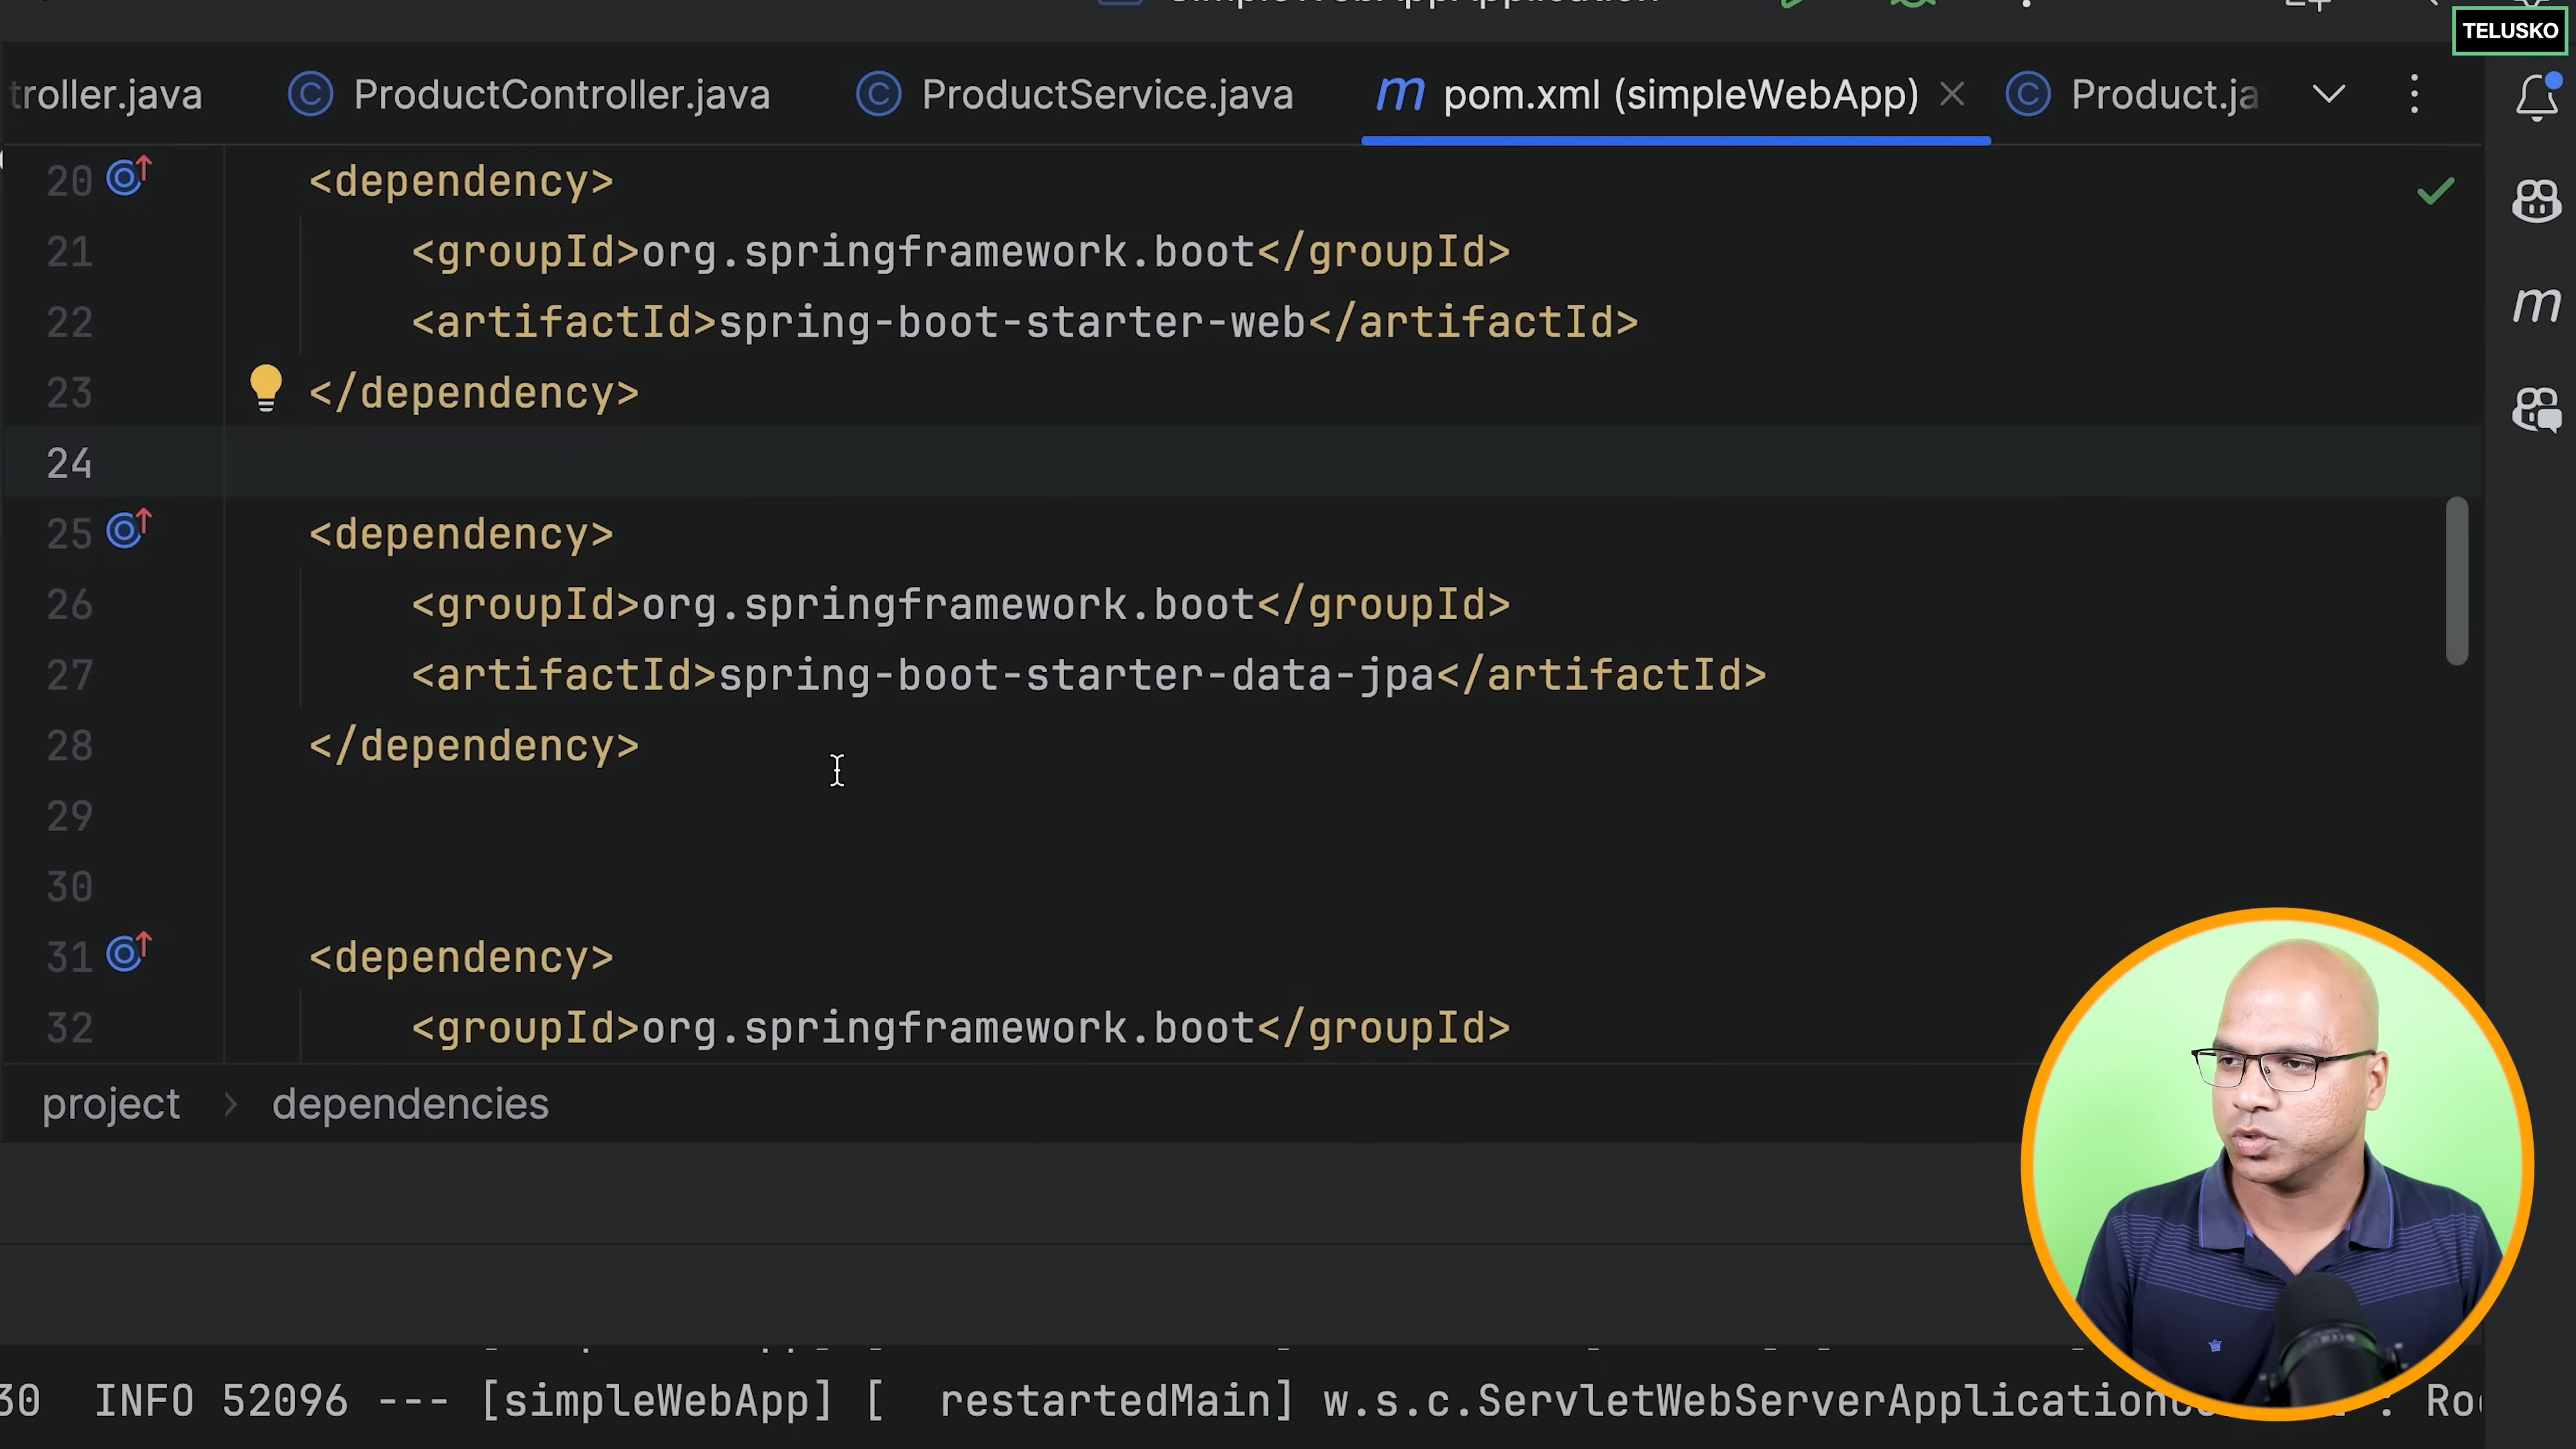 TELUSKO
troller.java ProductController.java ProductService.java pom.xml (simpleWebApp) Product.ja
20 <dependency>
21 <groupId>org.springframework.boot</groupId>
22 <artifactId>spring-boot-starter-web</artifactId>
23 </dependency>
24
25 <dependency>
26 <groupId>org.springframework.boot</groupId>
27 <artifactId>spring-boot-starter-data-jpa</artifactId>
28 </dependency>
29
30
31 <dependency>
32 <groupId>org.springframework.boot</groupId>
project > dependencies
30 INFO 52096 --- [simpleWebApp] [ restartedMain] w.s.c.ServletWebServerApplication : Ro